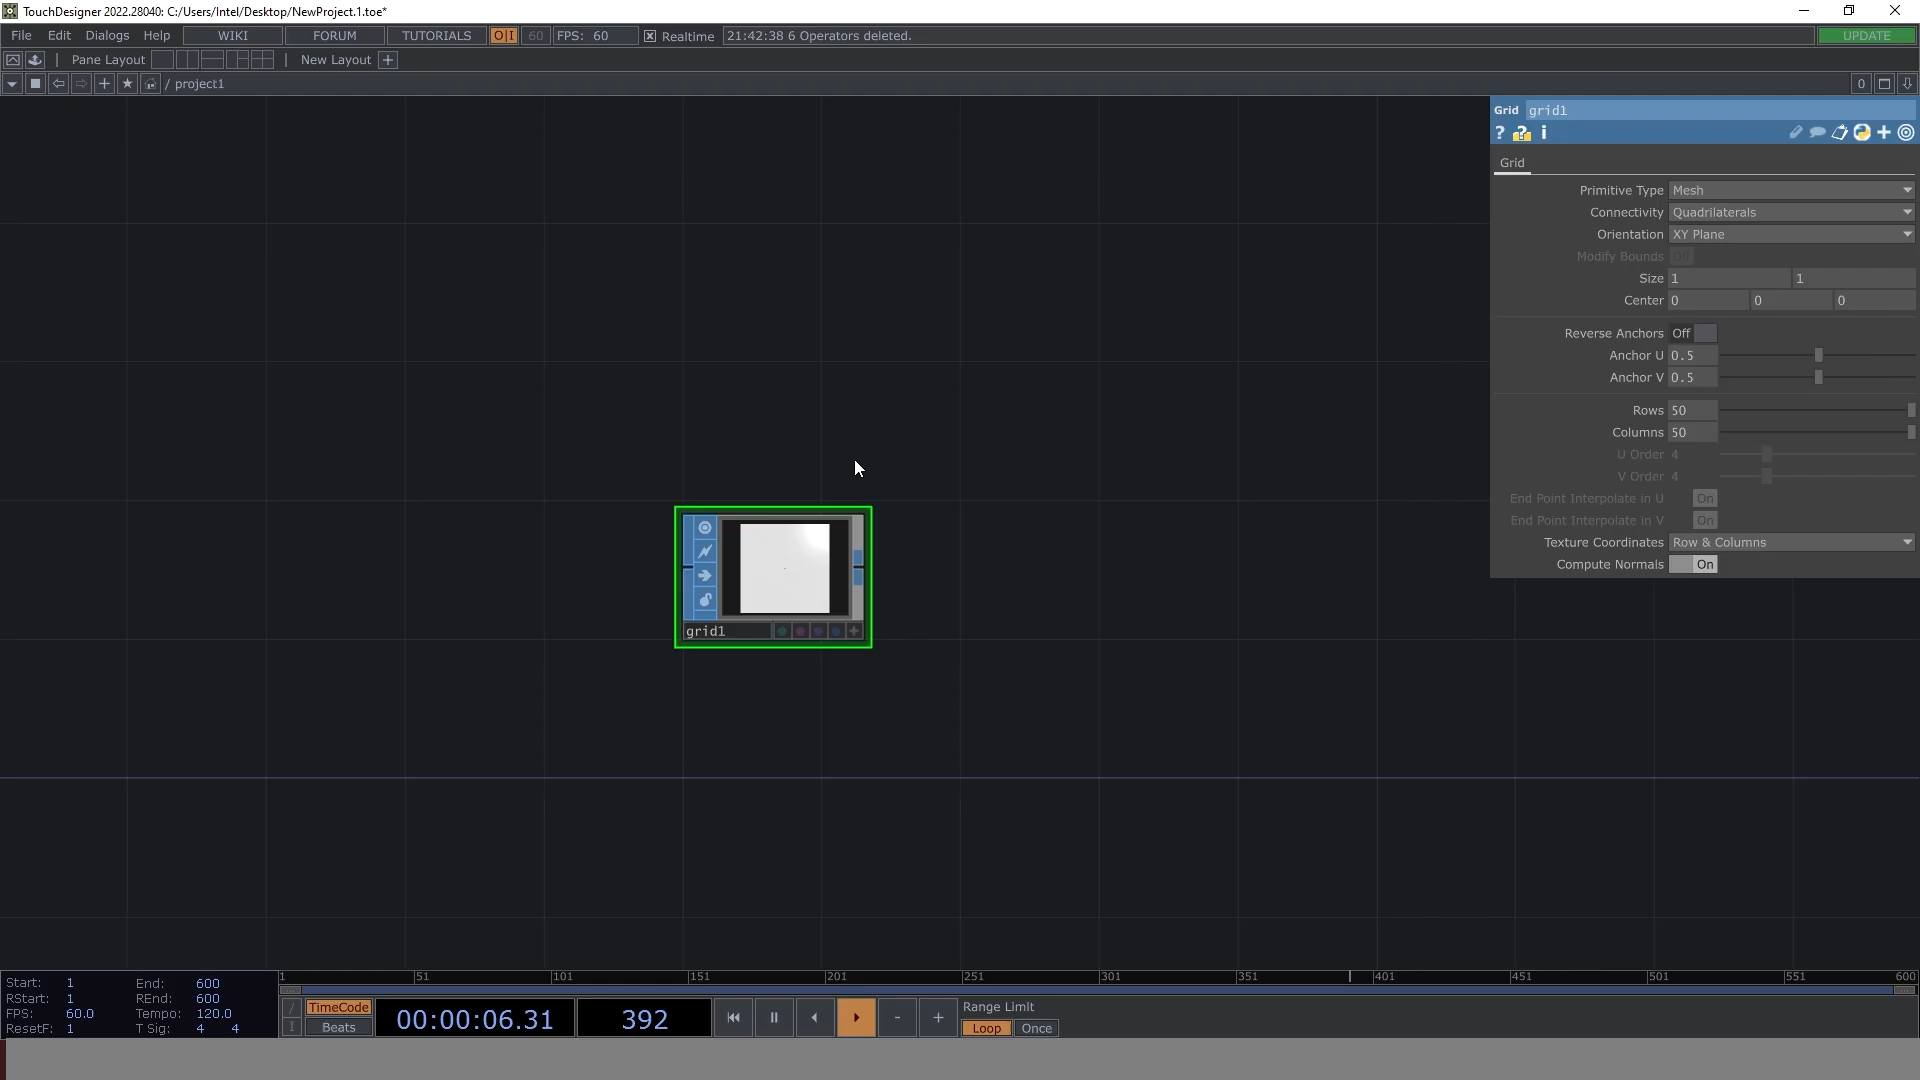 TouchDesigner 2022.28040: C:/Users/Intel/Desktop/NewProject.1.toe*
File Edit Dialogs Help WIKI FORUM TUTORIALS O|I 60 FPS: 60 Realtime 21:42:38 6 Operators deleted. UPDATE
Pane Layout New Layout +
/ project1 0
Grid grid1
? ? i
Grid
Primitive Type Mesh
Connectivity Quadrilaterals
Orientation XY Plane
Modify Bounds Off
Size 1 1
Center 0 0 0
Reverse Anchors Off
Anchor U 0.5
Anchor V 0.5
Rows 50
Columns 50
U Order 4
V Order 4
End Point Interpolate in U On
End Point Interpolate in V On
Texture Coordinates Row & Columns
Compute Normals On
grid1
1 51 101 151 201 251 301 351 401 451 501 551 600
Start: 1 End: 600
RStart: 1 REnd: 600
FPS: 60.0 Tempo: 120.0
ResetF: 1 T Sig: 4 4
/ TimeCode
I Beats
00:00:06.31 392 - +
Range Limit
Loop Once